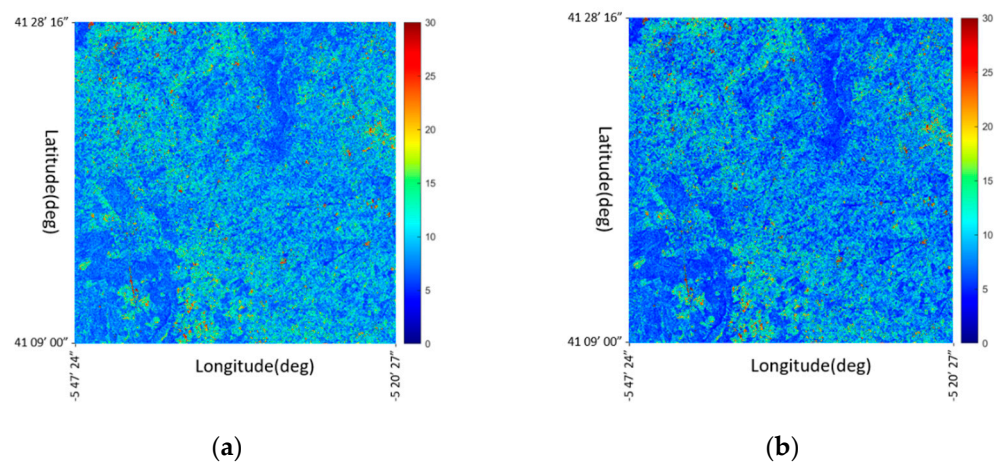 41 28’ 16”
30
25
20
15
10
5
0
Latitude(deg)
41 09’ 00”
-5 47’ 24”
Longitude(deg)
-5 20’ 27”
(a)
41 28’ 16”
30
25
20
15
10
5
0
Latitude(deg)
41 09’ 00”
-5 47’ 24”
Longitude(deg)
-5 20’ 27”
(b)